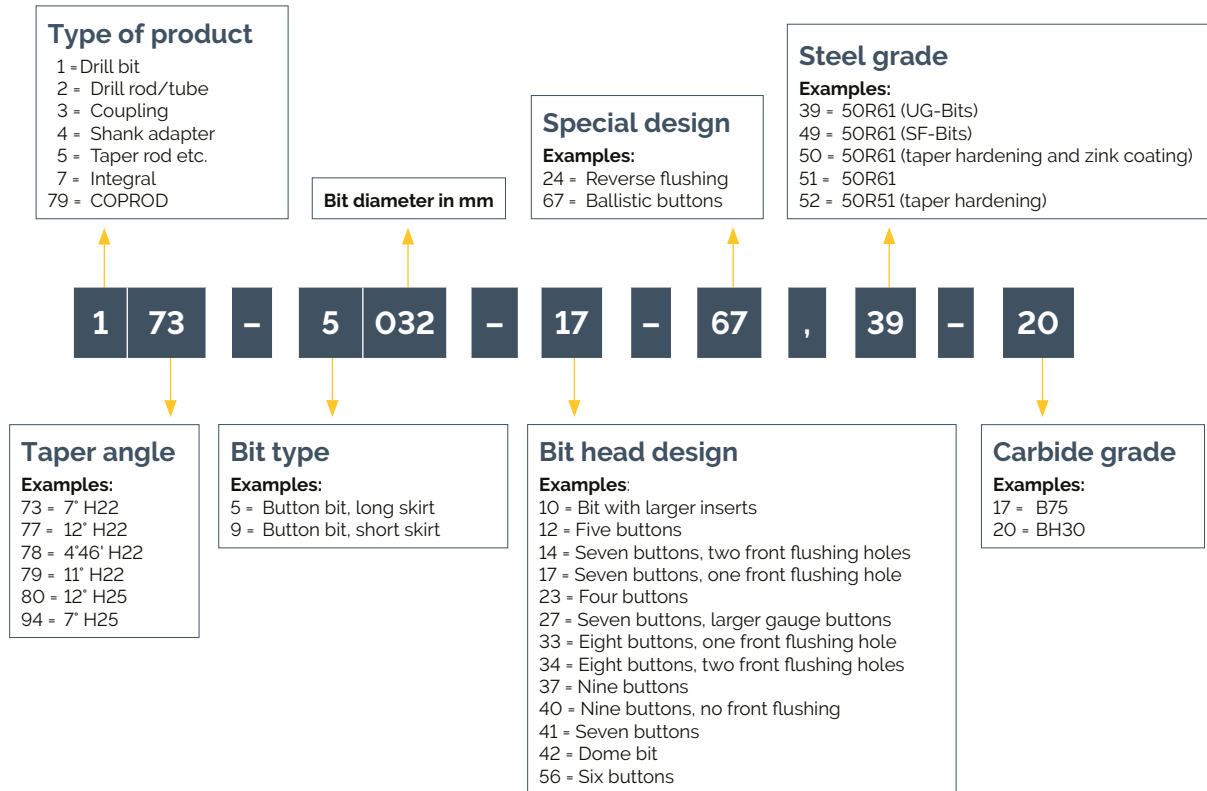 Type of product
1 = Drill bit
2 = Drill rod/tube
3 = Coupling
4 = Shank adapter
5 = Taper rod etc.
7 = Integral
79 = COPROD
Bit diameter in mm
Special design
Examples:
24 = Reverse flushing
67 = Ballistic buttons
Steel grade
Examples:
39 = 50R61 (UG-Bits)
49 = 50R61 (SF-Bits)
50 = 50R61 (taper hardening and zink coating)
51 = 50R61
52 = 50R51 (taper hardening)
1 73 – 5 032 – 17 – 67 , 39 – 20
Taper angle
Examples:
73 = 7° H22
77 = 12° H22
78 = 4°46' H22
79 = 11° H22
80 = 12° H25
94 = 7° H25
Bit type
Examples:
5 = Button bit, long skirt
9 = Button bit, short skirt
Bit head design
Examples:
10 = Bit with larger inserts
12 = Five buttons
14 = Seven buttons, two front flushing holes
17 = Seven buttons, one front flushing hole
23 = Four buttons
27 = Seven buttons, larger gauge buttons
33 = Eight buttons, one front flushing hole
34 = Eight buttons, two front flushing holes
37 = Nine buttons
40 = Nine buttons, no front flushing
41 = Seven buttons
42 = Dome bit
56 = Six buttons
Carbide grade
Examples:
17 = B75
20 = BH30